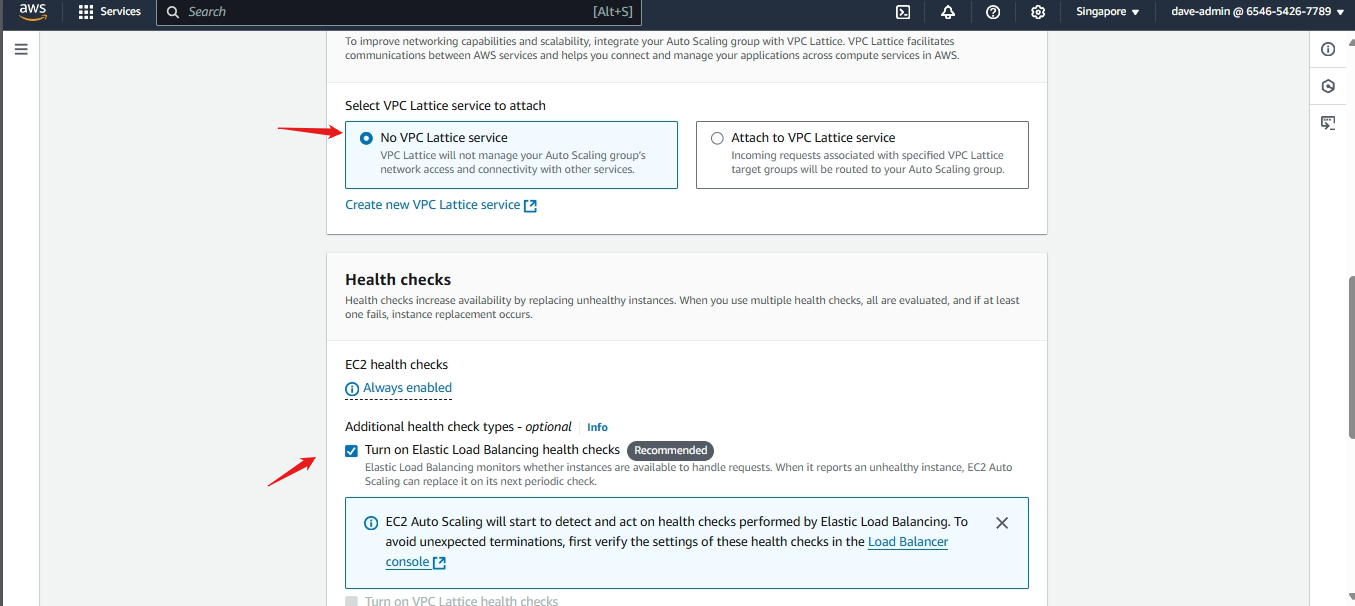 aws
Services
Search
[Alt+S]
Singapore
dave-admin @ 6546-5426-7789
To improve networking capabilities and scalability, integrate your Auto Scaling group with VPC Lattice. VPC Lattice facilitates
communications between AWS services and helps you connect and manage your applications across compute services in AWS.
Select VPC Lattice service to attach
No VPC Lattice service
VPC Lattice will not manage your Auto Scaling group's
network access and connectivity with other services.
Attach to VPC Lattice service
Incoming requests associated with specified VPC Lattice
target groups will be routed to your Auto Scaling group.
Create new VPC Lattice service
Health checks
Health checks increase availability by replacing unhealthy instances. When you use multiple health checks, all are evaluated, and if at least
one fails, instance replacement occurs.
EC2 health checks
Always enabled
Additional health check types - optional Info
Turn on Elastic Load Balancing health checks Recommended
Elastic Load Balancing monitors whether instances are available to handle requests. When it reports an unhealthy instance, EC2 Auto
Scaling can replace it on its next periodic check.
EC2 Auto Scaling will start to detect and act on health checks performed by Elastic Load Balancing. To
avoid unexpected terminations, first verify the settings of these health checks in the Load Balancer
console
Turn on VPC Lattice health checks